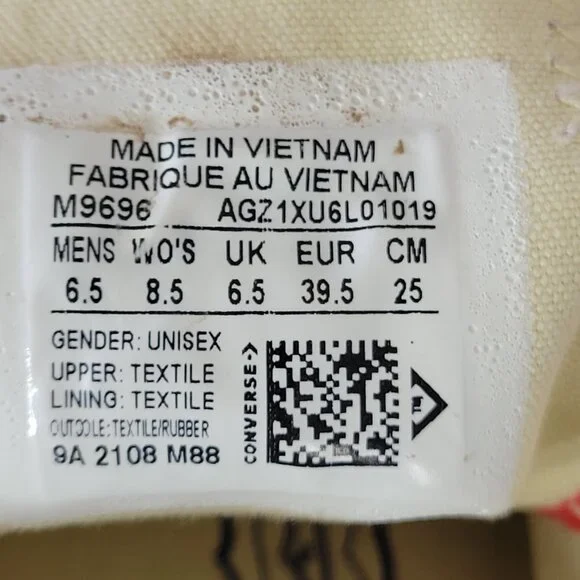 MADE IN VIETNAM
FABRIQUE AU VIETNAM
M9696 AGZ1XU6L01019
MENS WO'S UK EUR CM
6.5 8.5 6.5 39.5 25
GENDER: UNISEX
UPPER: TEXTILE
LINING: TEXTILE
OUTSOLE: TEXTILE/RUBBER
9A 2108 M88
CONVERSE